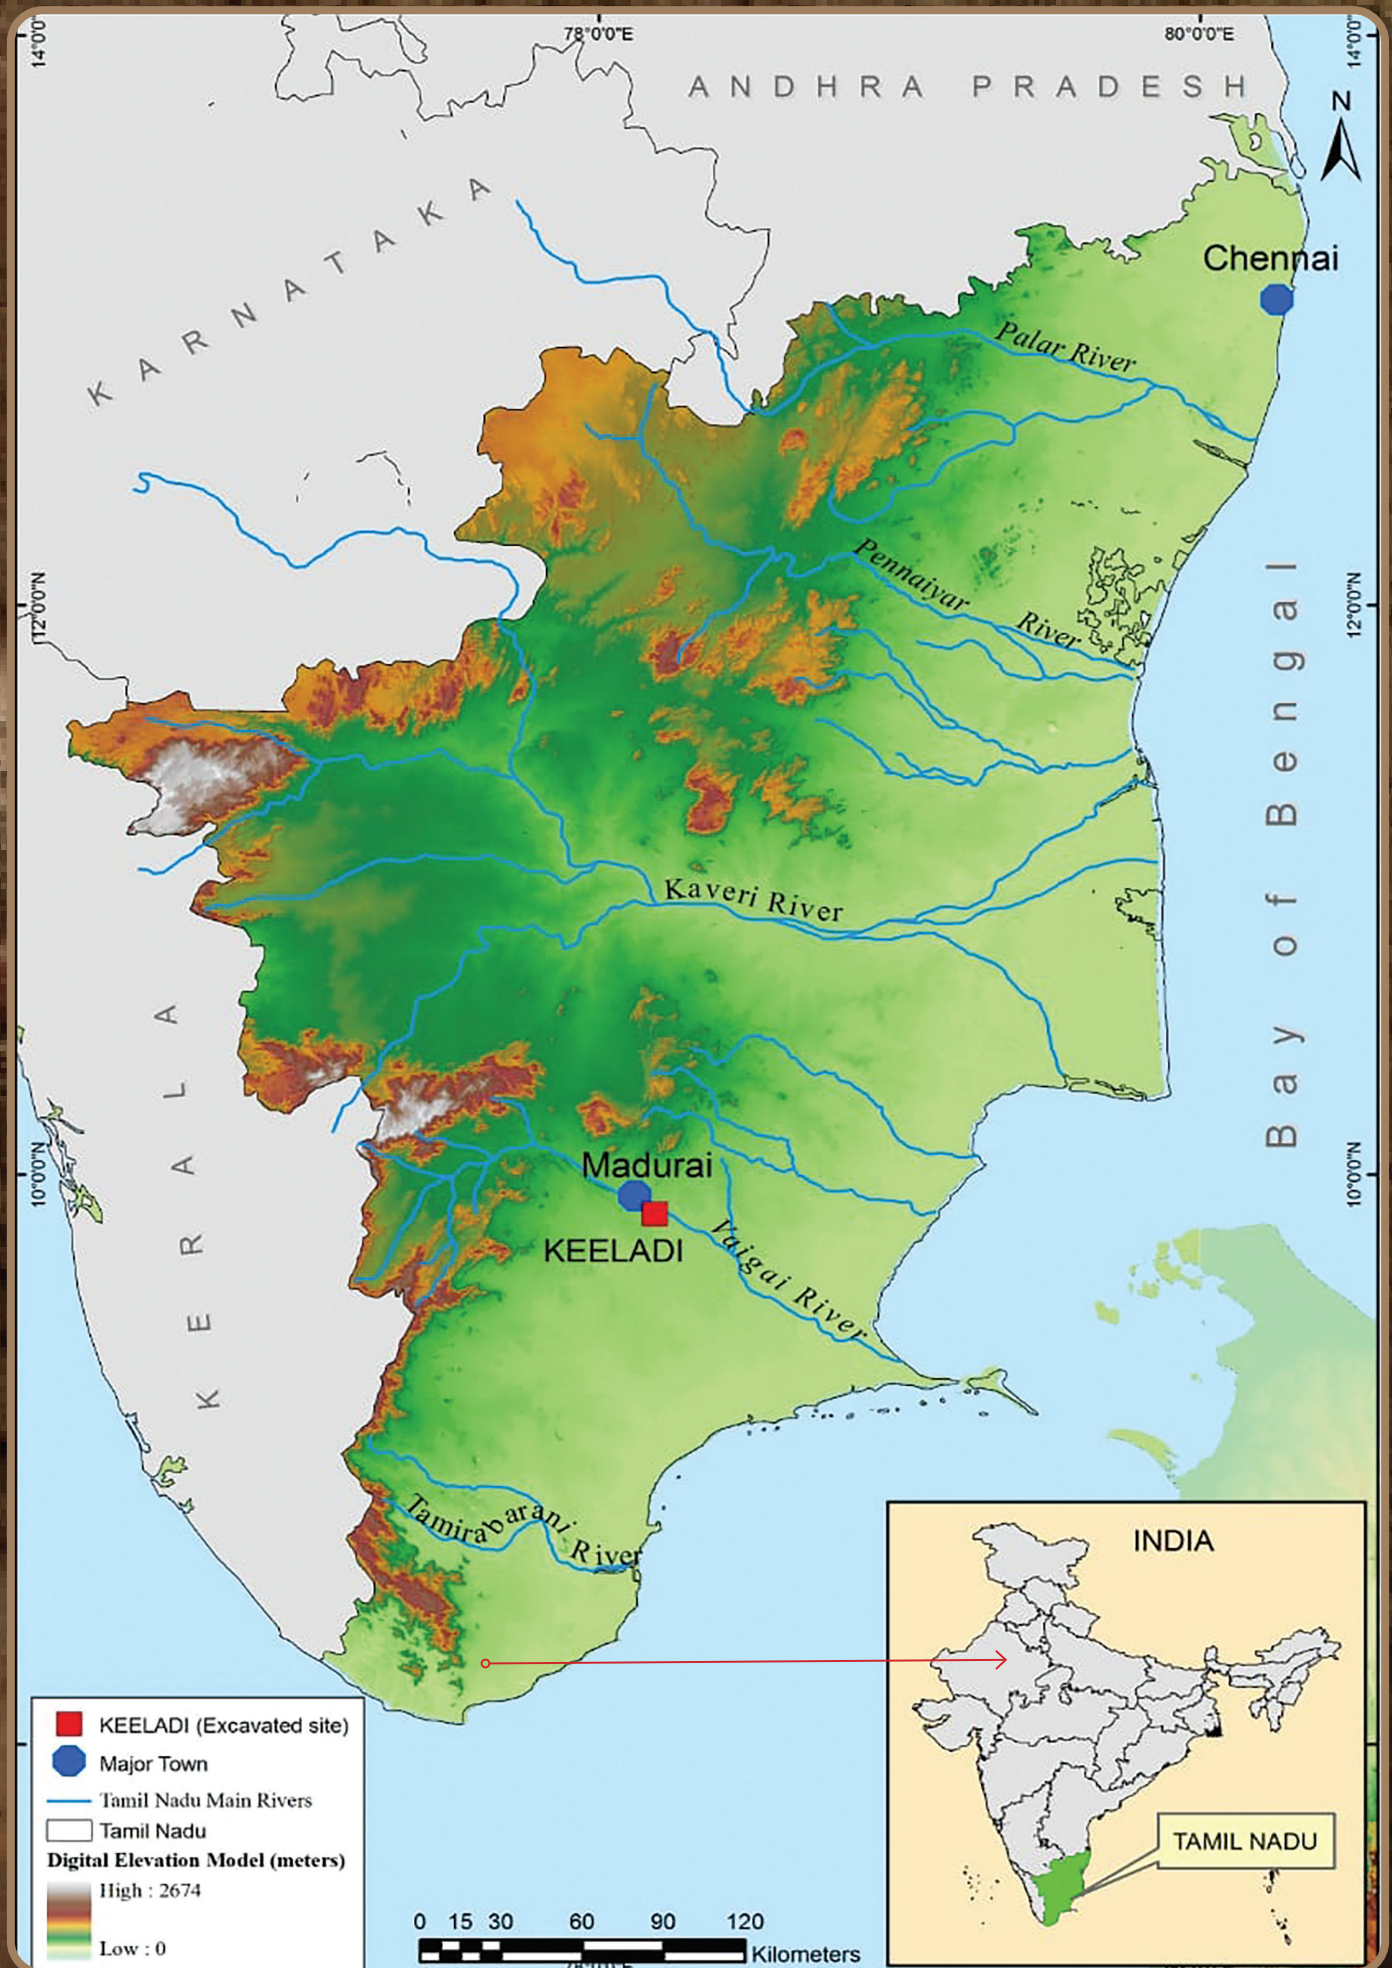 78°0'0"E
80°0'0"E
14°0'0"
14°0'0"
ANDHRA PRADESH
N
KARNATAKA
Chennai
Palar River
Pennaiyar River
12°0'0"N
12°0'0"N
Bay of Bengal
Kaveri River
KERALA
10°0'0"N
10°0'0"N
Madurai
KEELADI
Vaigai River
Tamirabarani River
INDIA
TAMIL NADU
KEELADI (Excavated site)
Major Town
Tamil Nadu Main Rivers
Tamil Nadu
Digital Elevation Model (meters)
High : 2674
Low : 0
0 15 30 60 90 120
Kilometers